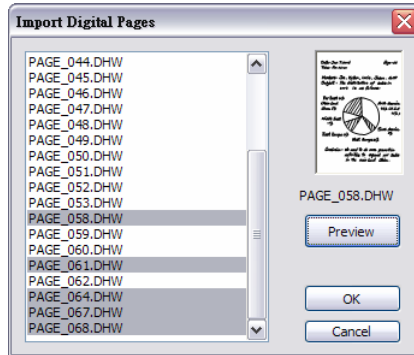 Import Digital Pages
PAGE_044.DHW
PAGE_045.DHW
PAGE_046.DHW
PAGE_047.DHW
PAGE_048.DHW
PAGE_049.DHW
PAGE_050.DHW
PAGE_051.DHW
PAGE_052.DHW
PAGE_053.DHW
PAGE_058.DHW
PAGE_059.DHW
PAGE_060.DHW
PAGE_061.DHW
PAGE_062.DHW
PAGE_064.DHW
PAGE_067.DHW
PAGE_068.DHW
PAGE_058.DHW
Preview
OK
Cancel